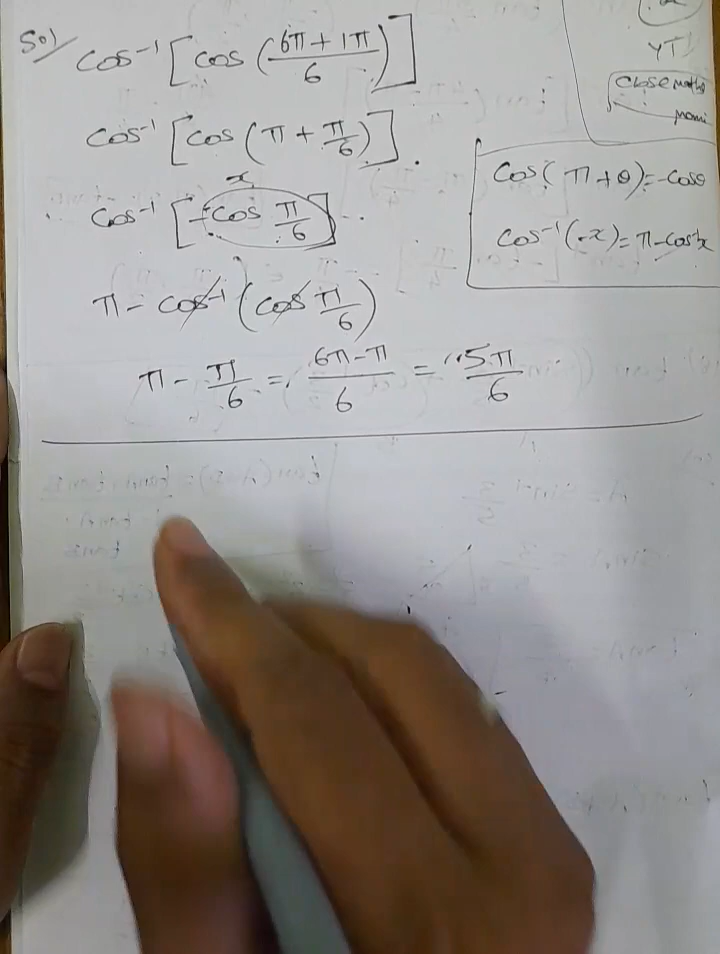 Sol/ cos⁻¹[cos(6π+1π/6)]
cos⁻¹[cos(π+π/6)].
x
cos⁻¹[-cos π/6]
π - cos⁻¹(cos π/6)
π - π/6 = 6π-π/6 = 5π/6
YT
cos(π+θ)=-cosθ
cos⁻¹(-x)=π-cos⁻¹x